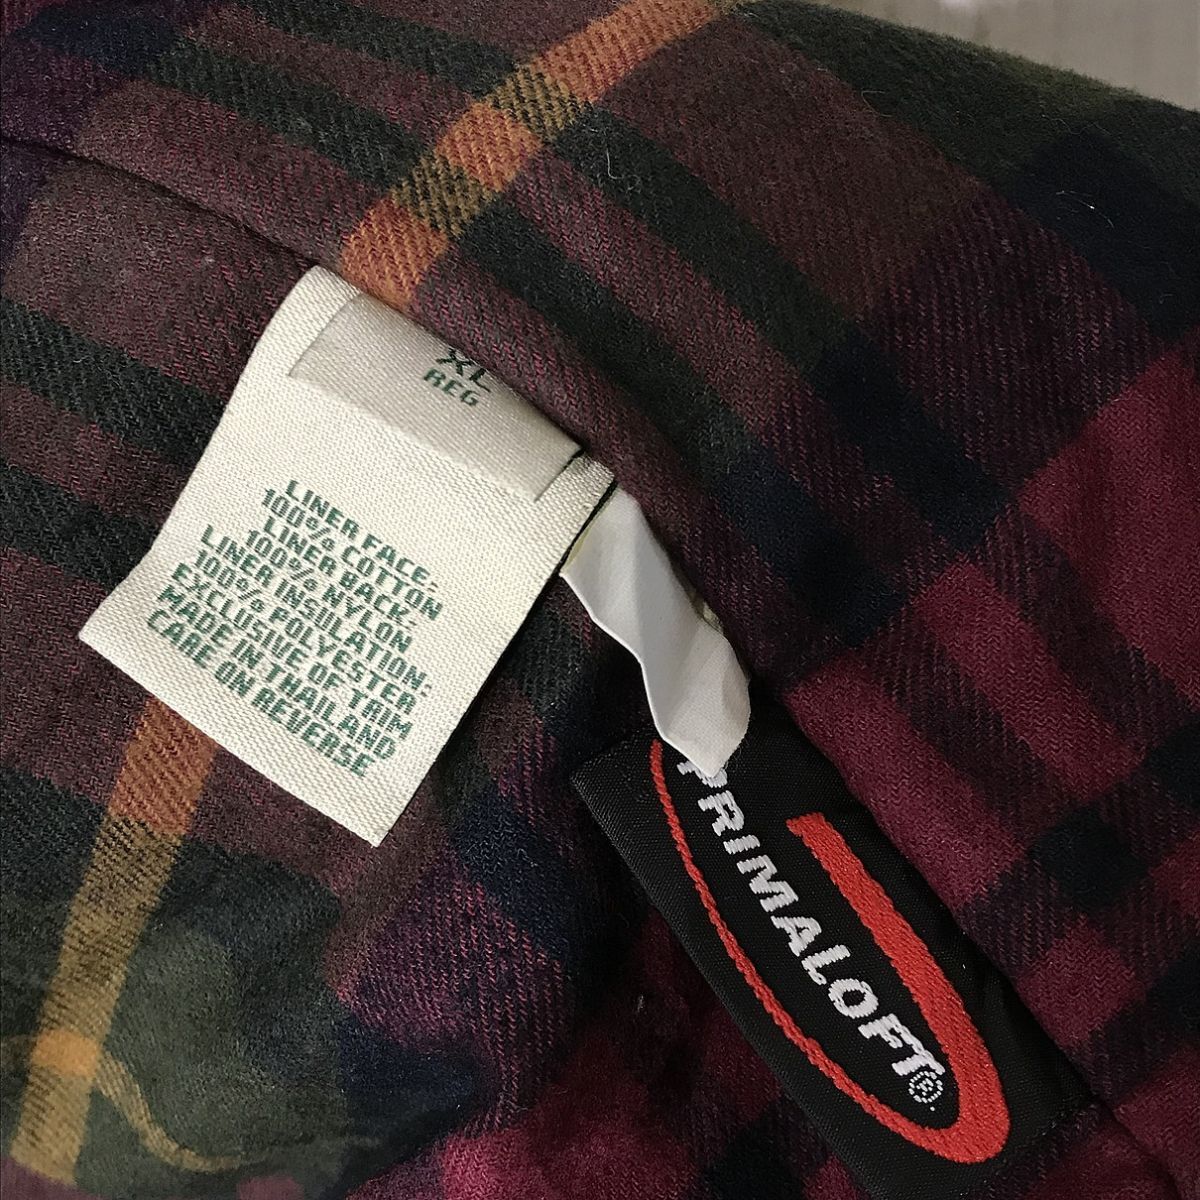 XL
REG
LINER FACE:
100% COTTON
LINER BACK:
100% NYLON
LINER INSULATION:
100% POLYESTER
EXCLUSIVE OF TRIM
MADE IN THAILAND
CARE ON REVERSE
PRIMALOFT®